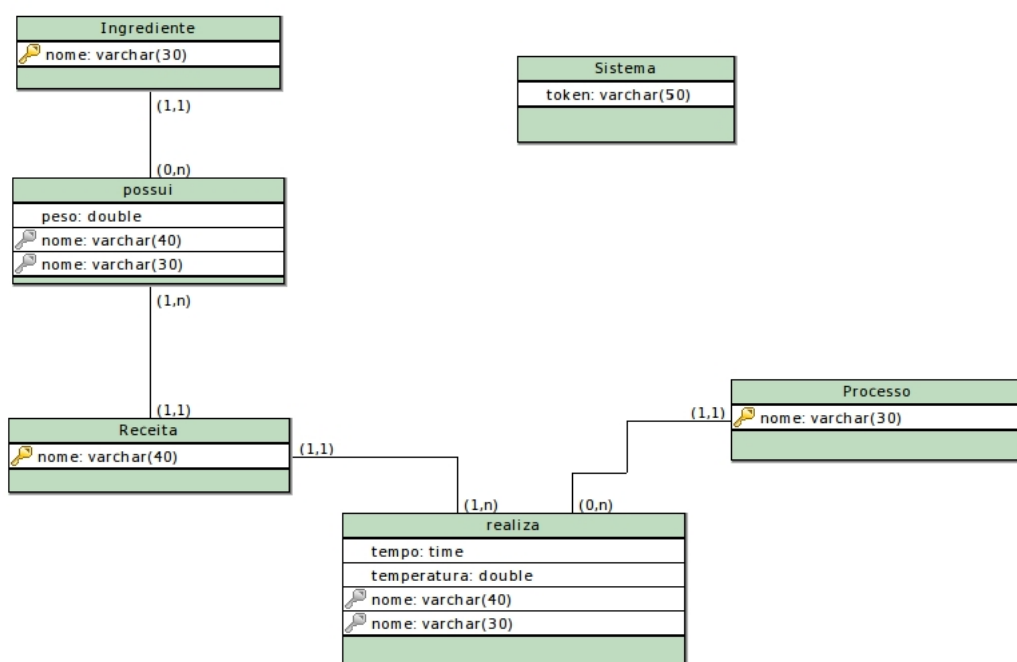 Ingrediente
nome: varchar(30)
Sistema
token: varchar(50)
(1,1)
(0,n)
possui
peso: double
nome: varchar(40)
nome: varchar(30)
(1,n)
(1,1)
Receita
nome: varchar(40)
(1,1)
Processo
nome: varchar(30)
(1,1)
(1,n)
(0,n)
realiza
tempo: time
temperatura: double
nome: varchar(40)
nome: varchar(30)